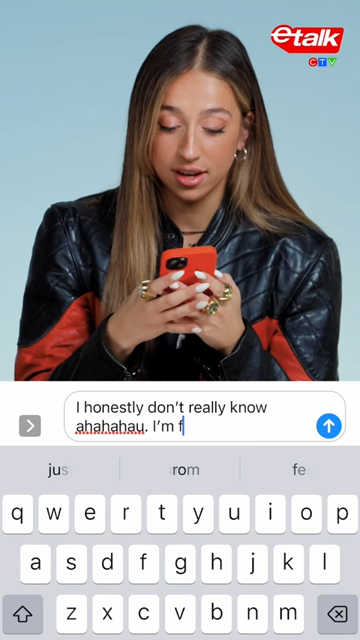 etalk
CTV
I honestly don't really know
ahahahau. I'm f
jus
rom
fe
q w e r t y u i o p
a s d f g h j k l
z x c v b n m